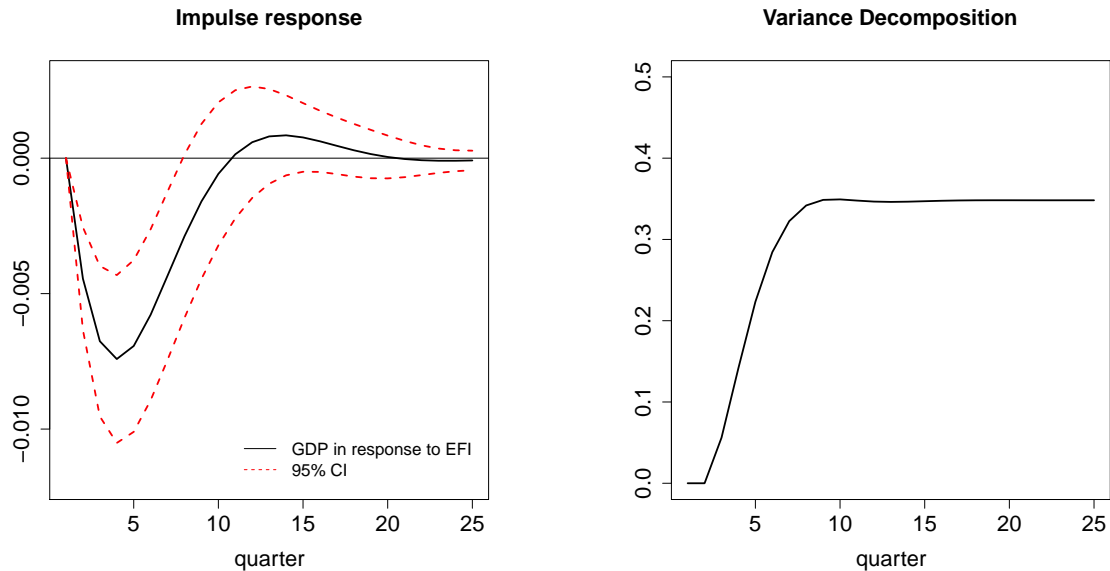 Impulse response
0.000
−0.005
−0.010
GDP in response to EFI
95% CI
5 10 15 20 25
quarter
Variance Decomposition
0.5
0.4
0.3
0.2
0.1
0.0
5 10 15 20 25
quarter